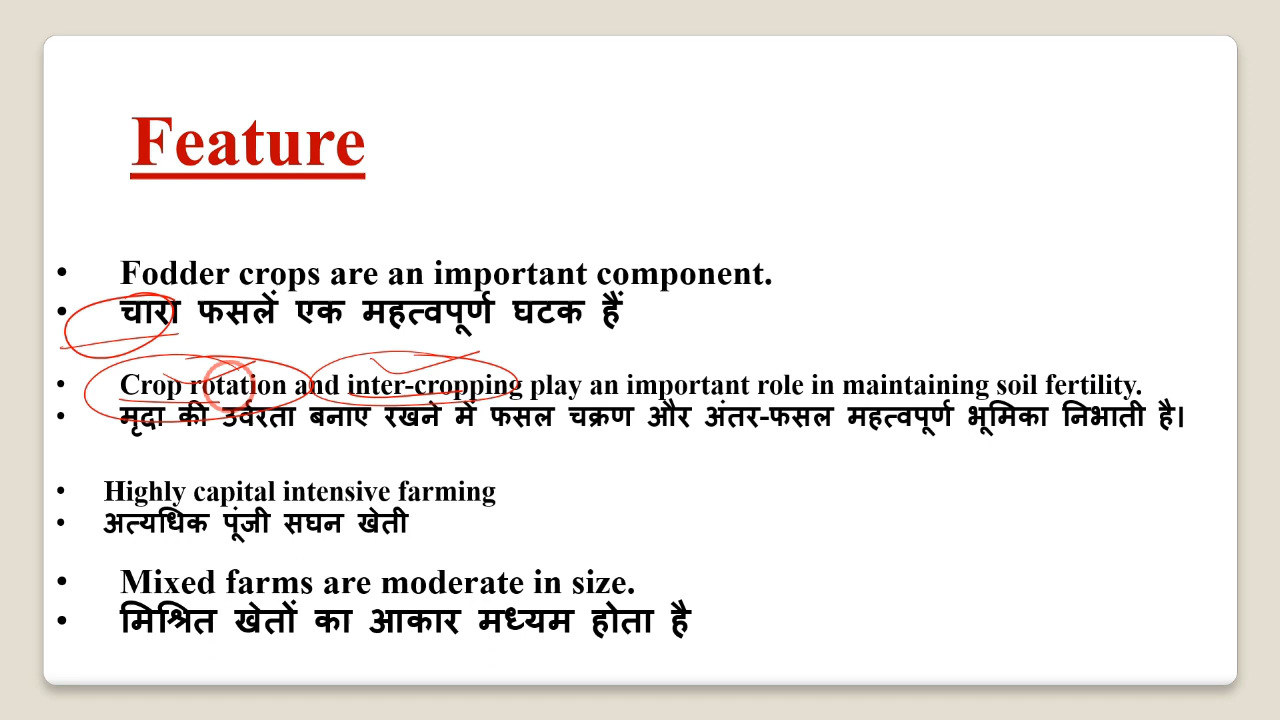 Feature
• Fodder crops are an important component.
• चारा फसलें एक महत्वपूर्ण घटक हैं
• Crop rotation and inter-cropping play an important role in maintaining soil fertility.
• मृदा की उर्वरता बनाए रखने में फसल चक्रण और अंतर-फसल महत्वपूर्ण भूमिका निभाती है।
• Highly capital intensive farming
• अत्यधिक पूंजी सघन खेती
• Mixed farms are moderate in size.
• मिश्रित खेतों का आकार मध्यम होता है